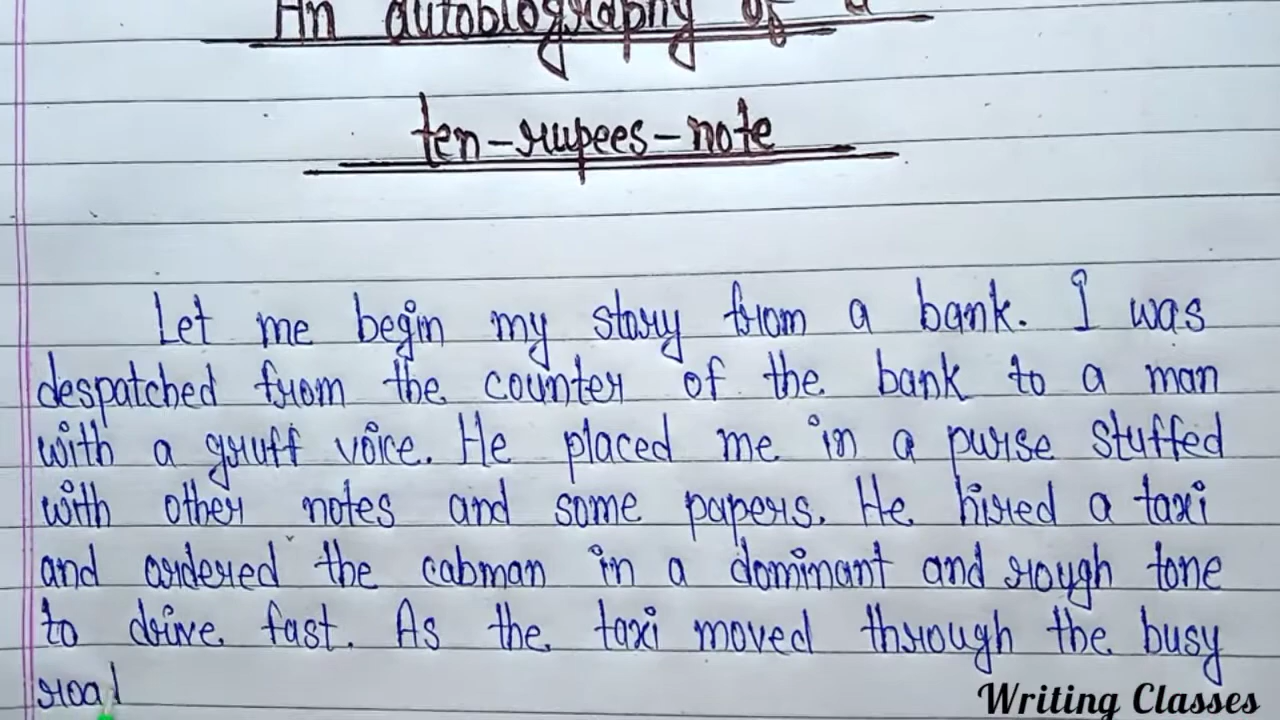 An autobiography of a
ten-rupees-note
Let me begin my story from a bank. I was
despatched from the counter of the bank to a man
with a gruff voice. He placed me in a purse stuffed
with other notes and some papers. He hired a taxi
and ordered the cabman in a dominant and rough tone
to drive fast. As the taxi moved through the busy
Writing Classes